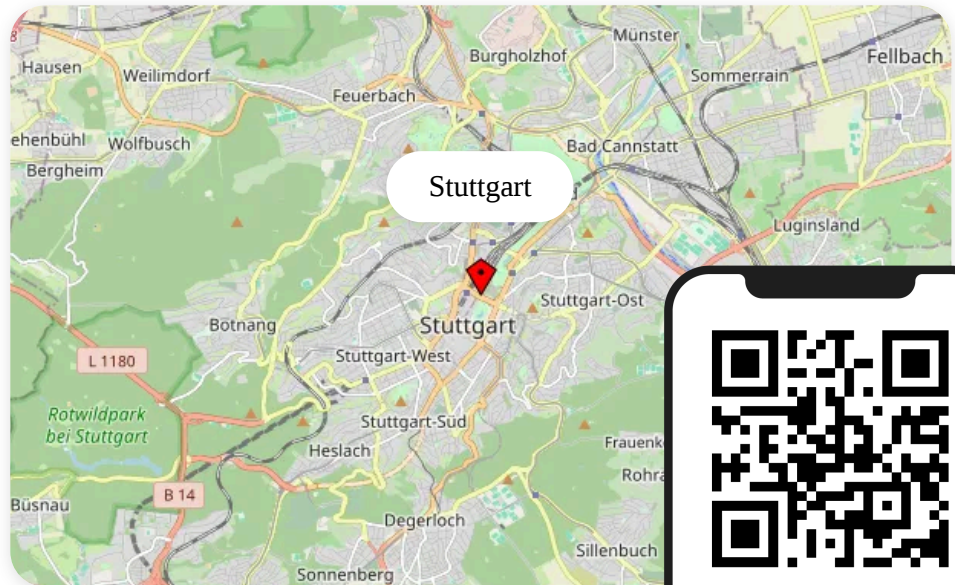 8
Münster
Burgholzhof
Fellbach
Hausen
Weilimdorf
Sommerrain
Feuerbach
ehenbühl
Wolfbusch
Bad Cannstatt
Bergheim
Stuttgart
d
Luginsland
Stuttgart-Ost
Botnang
Stuttgart
Stuttgart-West
L 1180
Rotwildpark
bei Stuttgart
Stuttgart-Süd
Frauenk
Heslach
Rohra
B 14
Büsnau
Degerloch
Sillenbuch
Sonnenberg